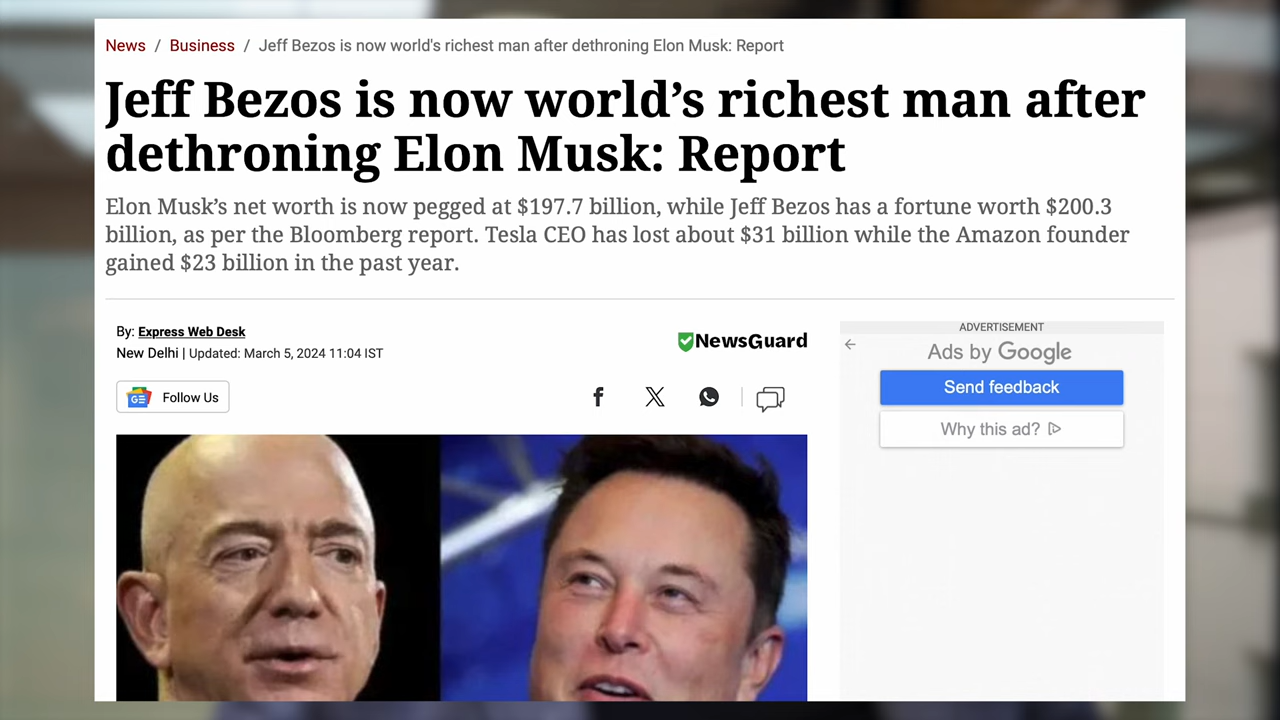 News / Business / Jeff Bezos is now world's richest man after dethroning Elon Musk: Report
Jeff Bezos is now world’s richest man after
dethroning Elon Musk: Report
Elon Musk’s net worth is now pegged at $197.7 billion, while Jeff Bezos has a fortune worth $200.3
billion, as per the Bloomberg report. Tesla CEO has lost about $31 billion while the Amazon founder
gained $23 billion in the past year.
By: Express Web Desk
New Delhi | Updated: March 5, 2024 11:04 IST
NewsGuard
GE Follow Us
ADVERTISEMENT
Ads by Google
Send feedback
Why this ad?